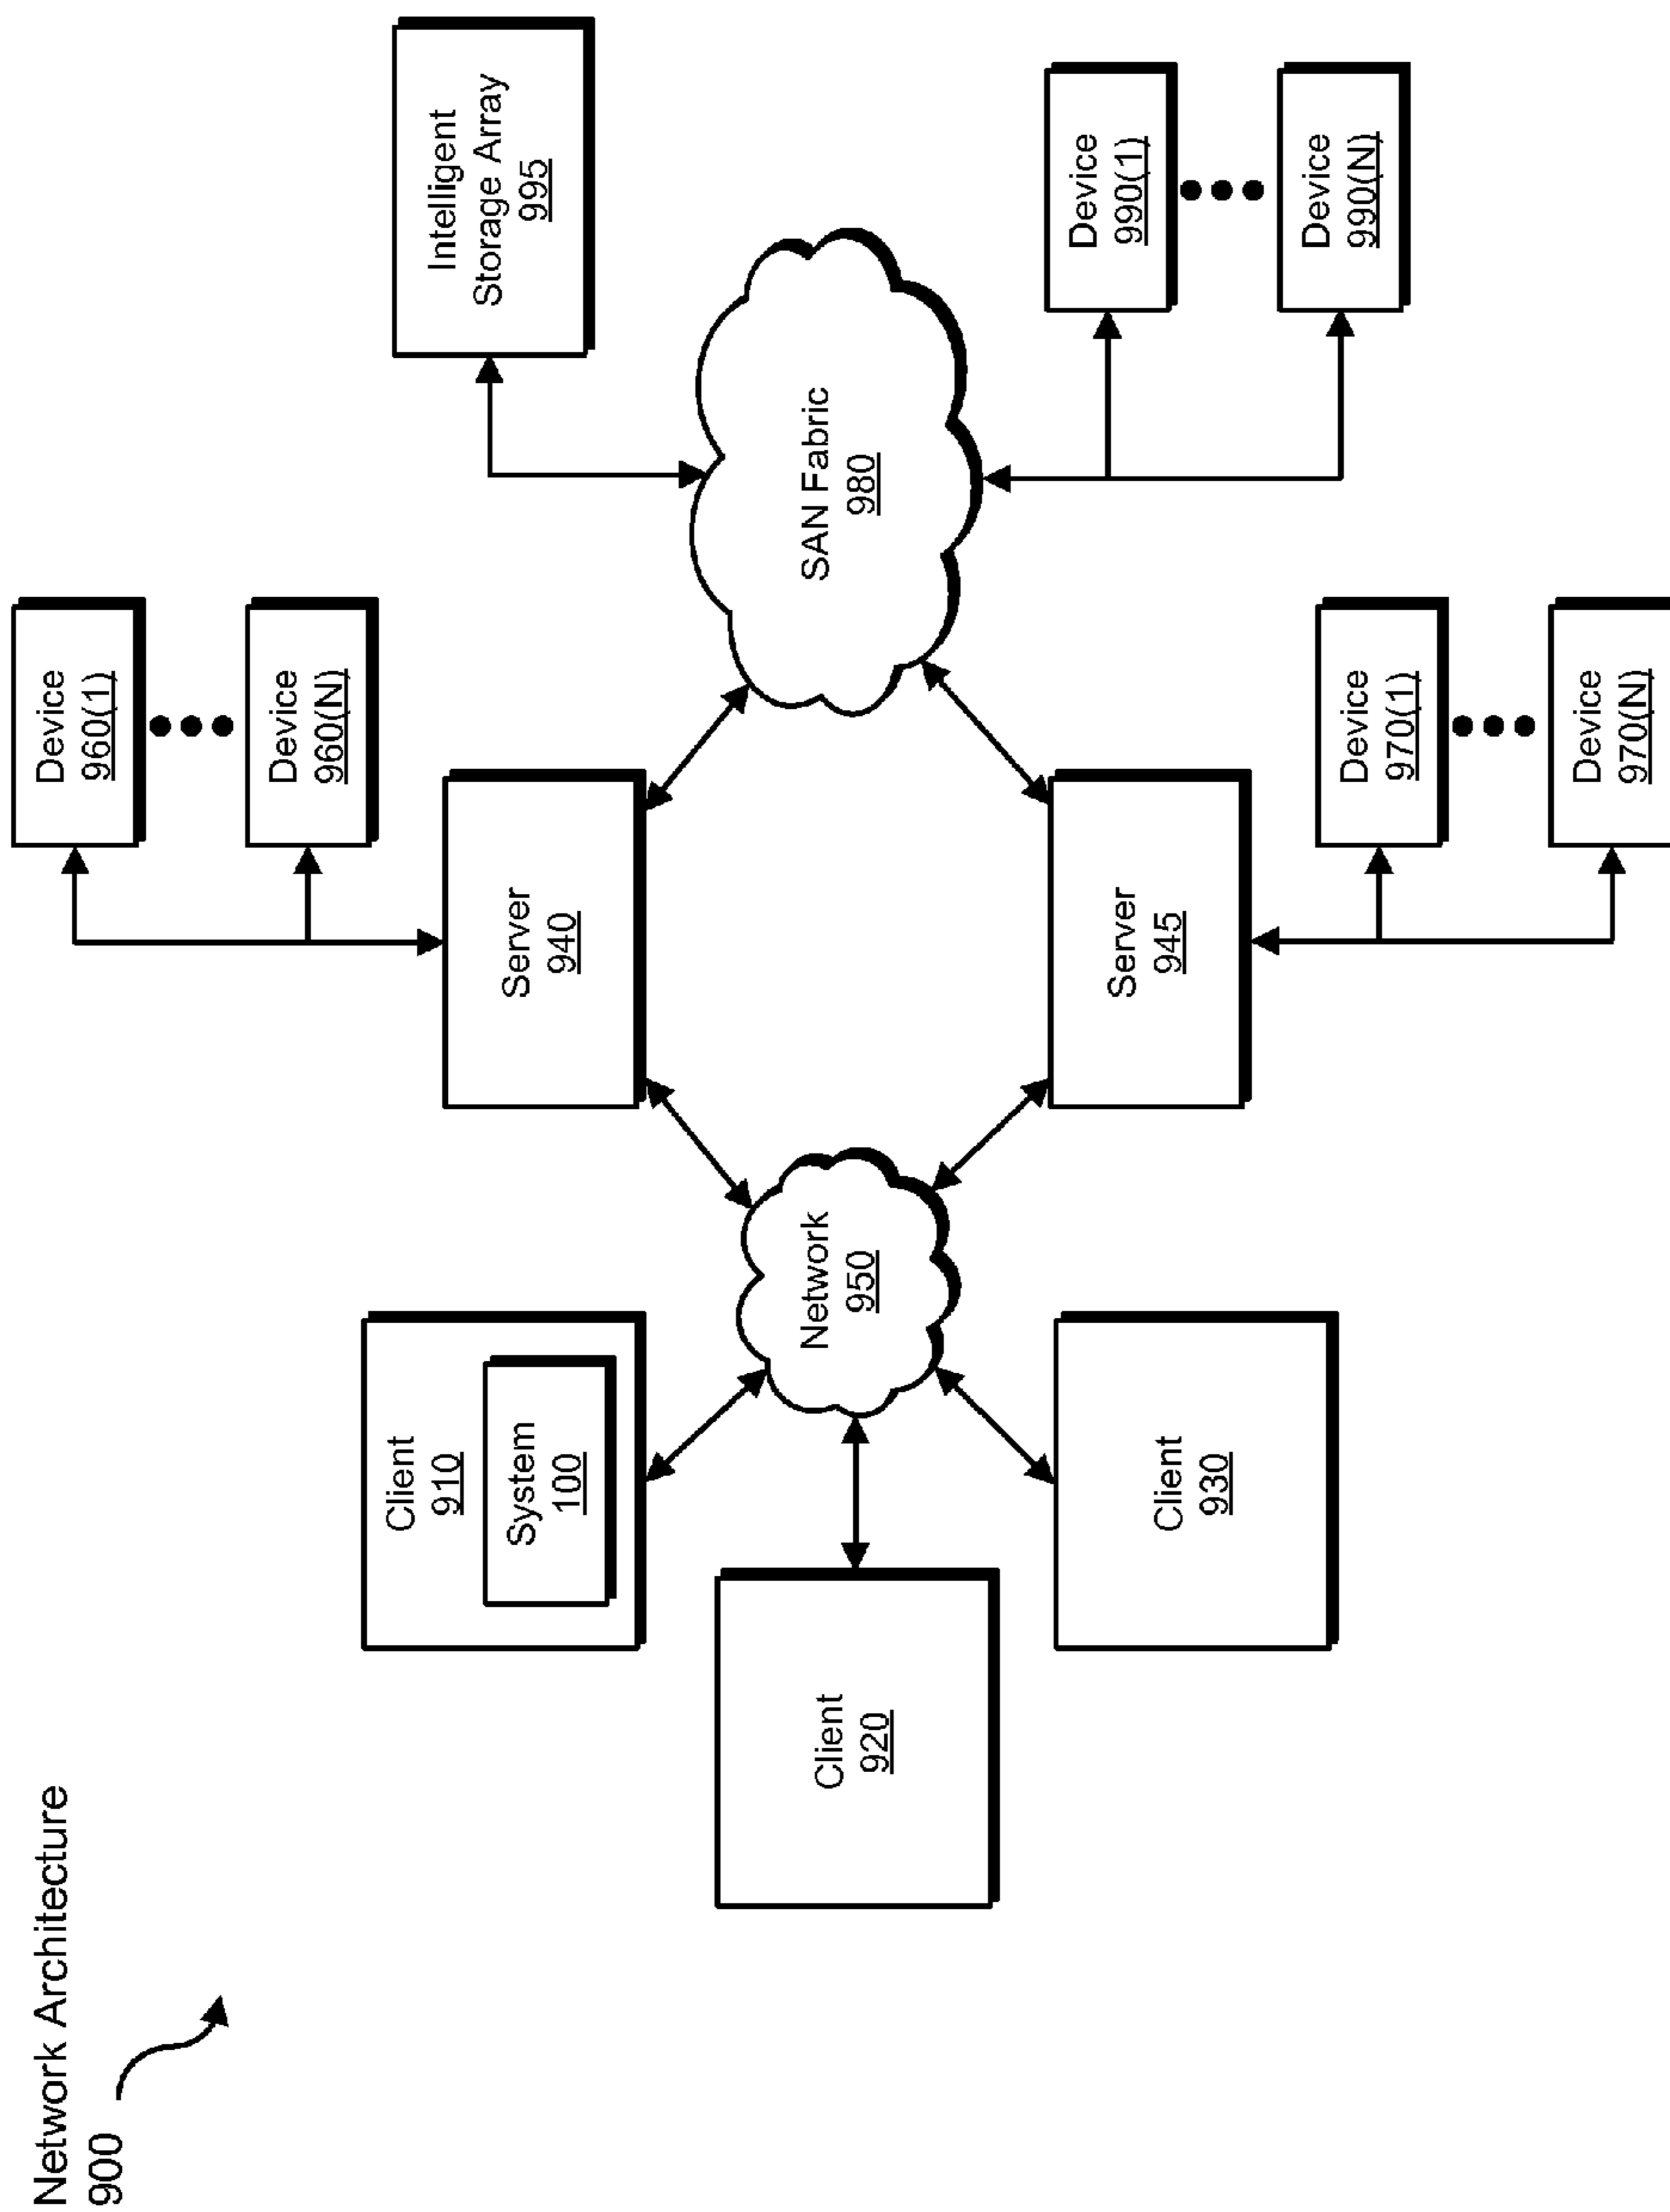 Network Architecture
900
Device
960(1)
Device
960(N)
Client
910
System
100
Server
940
Intelligent
Storage Array
995
Client
920
Network
950
SAN Fabric
980
Client
930
Server
945
Device
990(1)
Device
990(N)
Device
970(1)
Device
970(N)